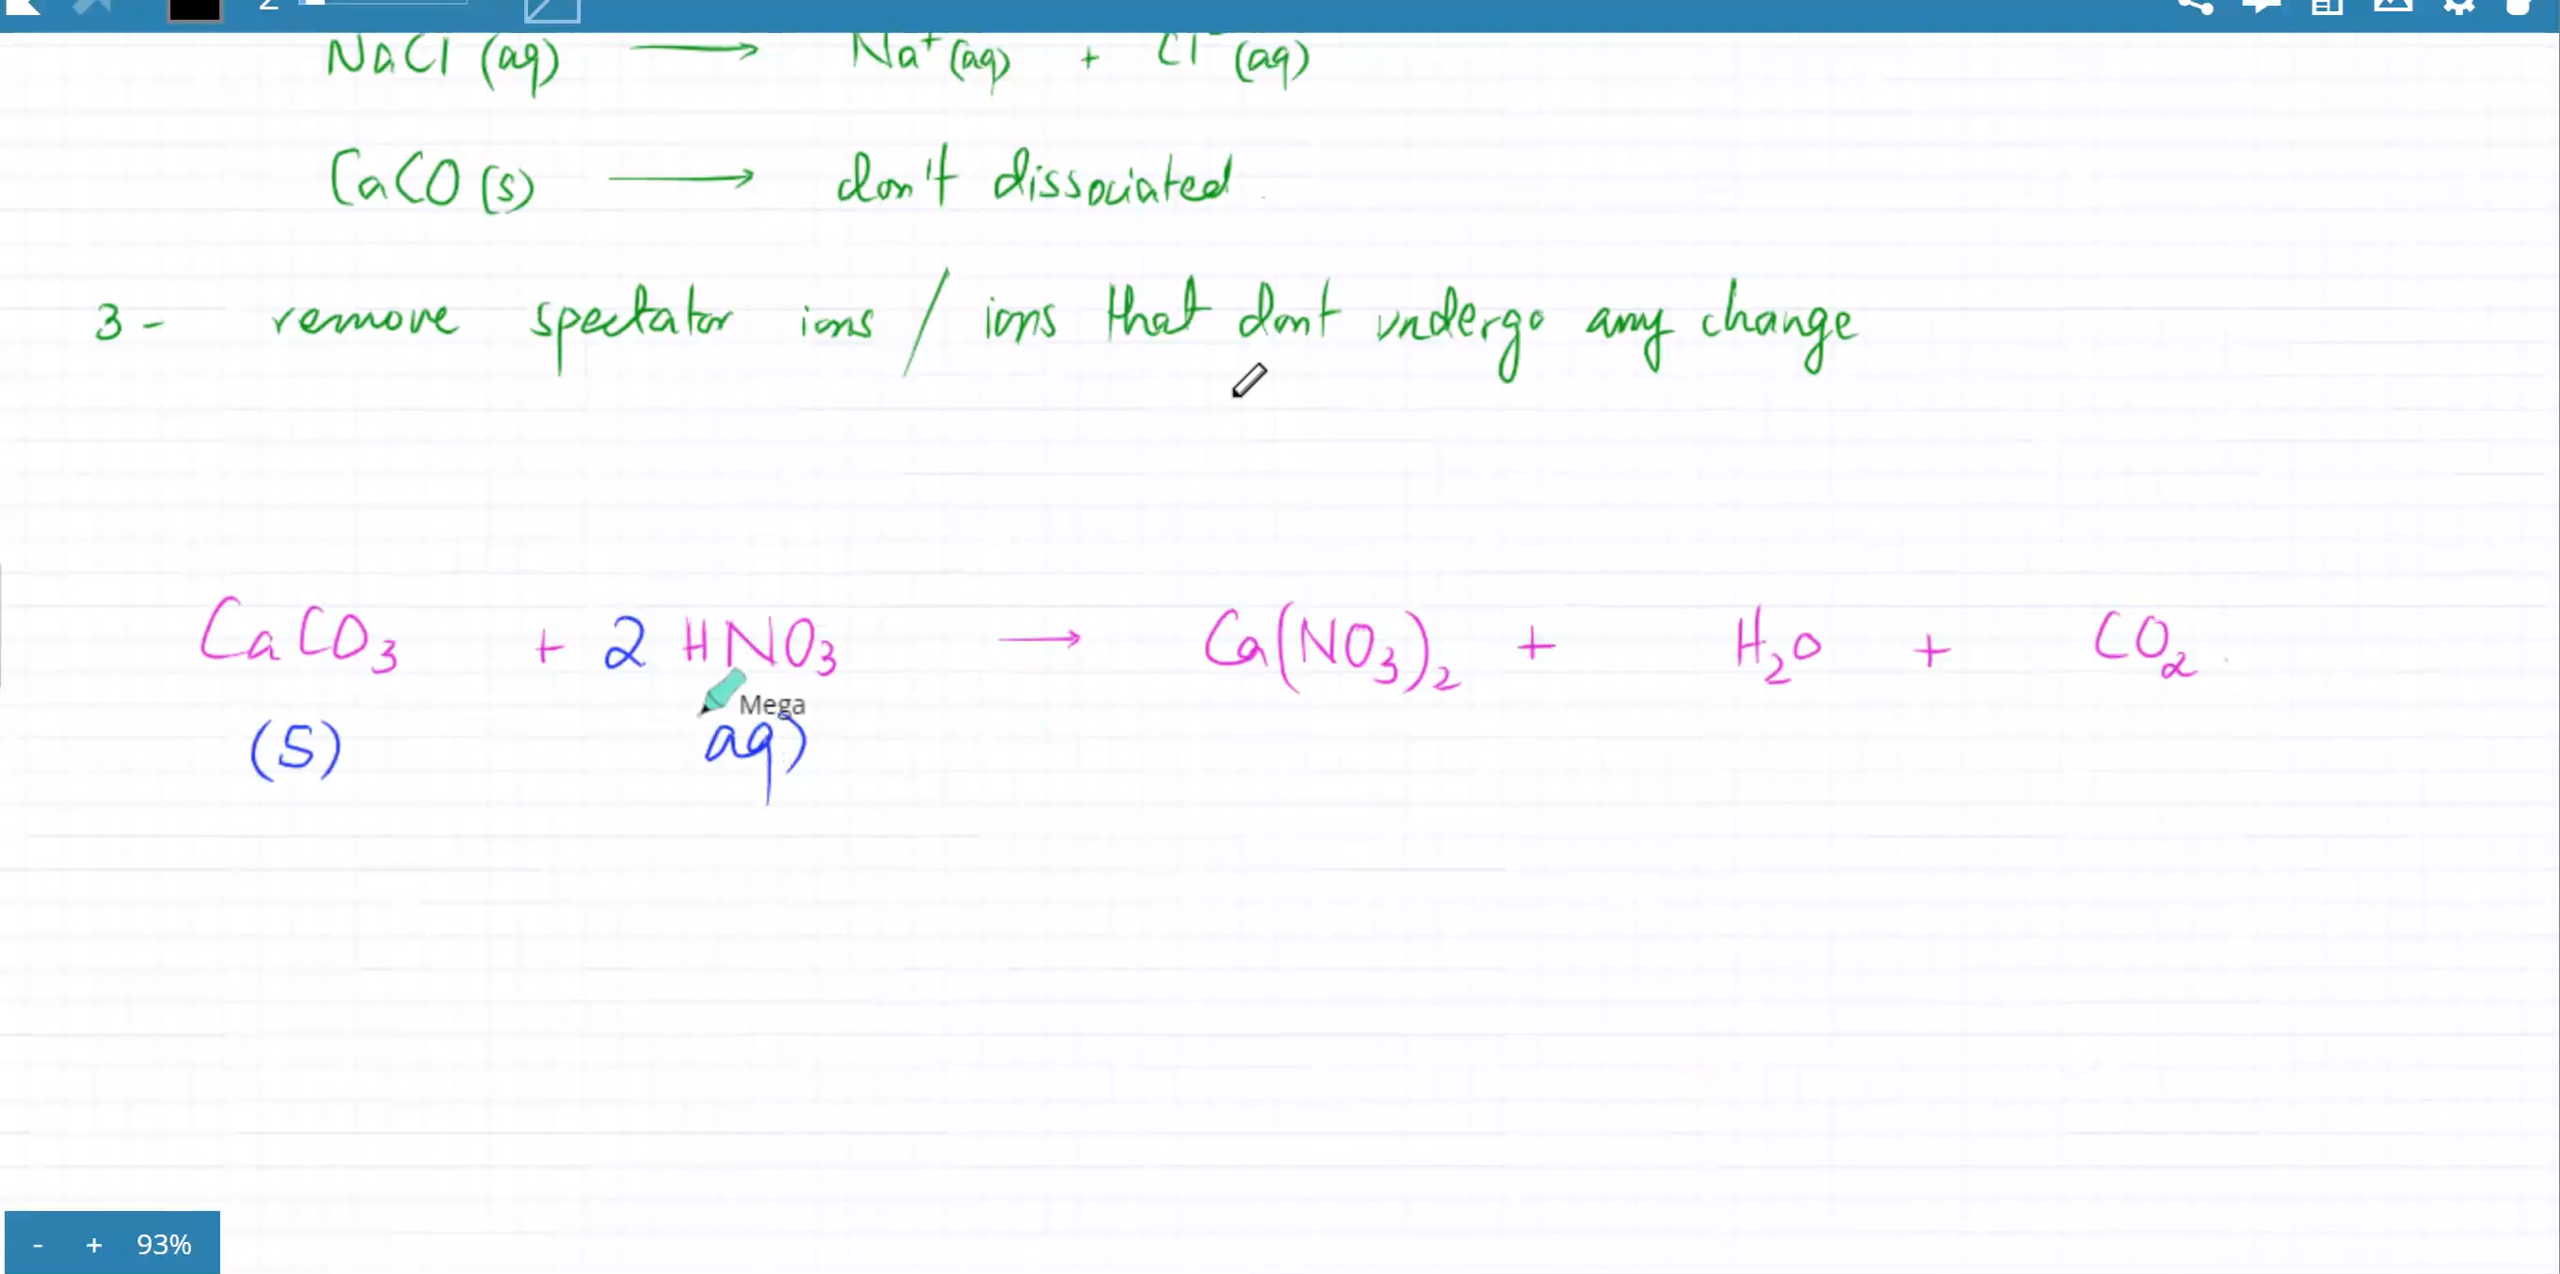 2
NaCl (aq) → Na⁺ (aq) + Cl⁻ (aq)
CaCO (s) → don't dissociated
3 - remove spectator ions / ions that dont undergo any change
CaCO₃ + 2 HNO₃ → Ca(NO₃)₂ + H₂O + CO₂
Mega
(S) aq)
- + 93%